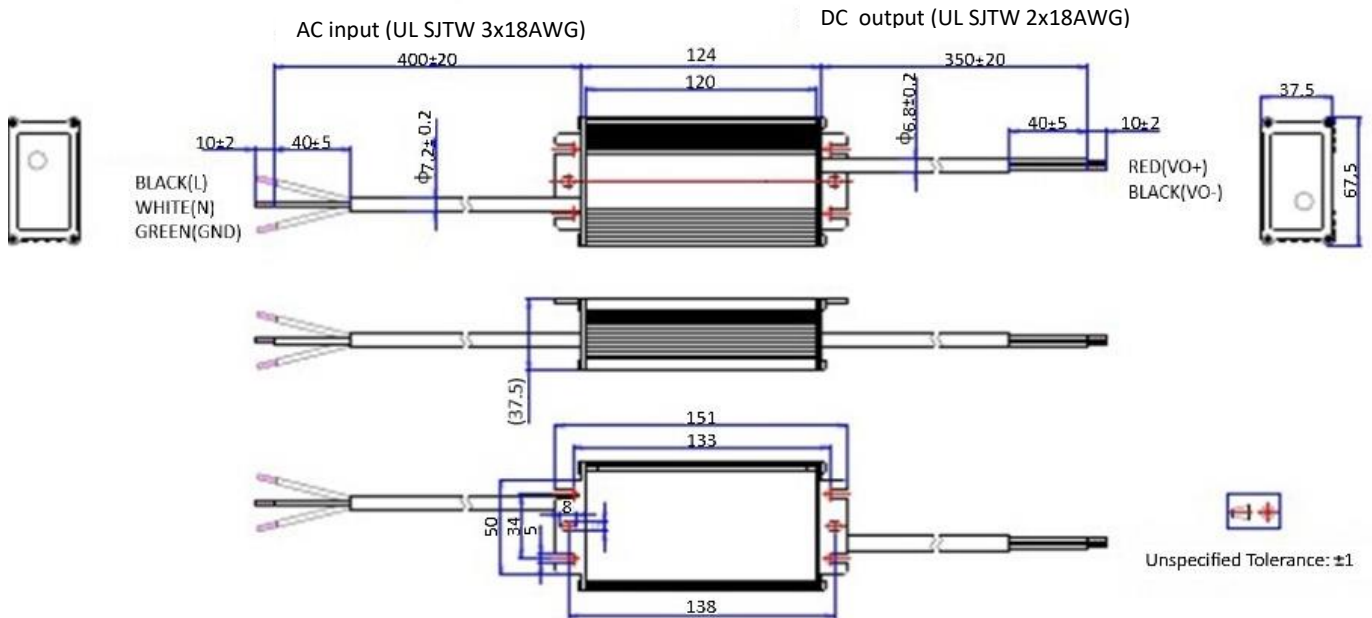 AC input (UL SJTW 3x18AWG)
DC output (UL SJTW 2x18AWG)
400±20
124
350±20
120
37.5
10±2
40±5
ϕ7.2±0.2
ϕ6.8±0.2
40±5
10±2
BLACK(L)
WHITE(N)
GREEN(GND)
RED(VO+)
BLACK(VO-)
67.5
(37.5)
151
133
50
34
5
8
138
Unspecified Tolerance: ±1